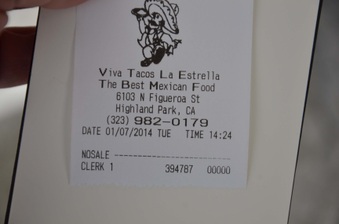 Viva Tacos La Estrella
The Best Mexican Food
6103 N Figueroa St
Highland Park, CA
(323) 982-0179
DATE 01/07/2014 TUE TIME 14:24
NOSALE --------------------
CLERK 1 394787 00000